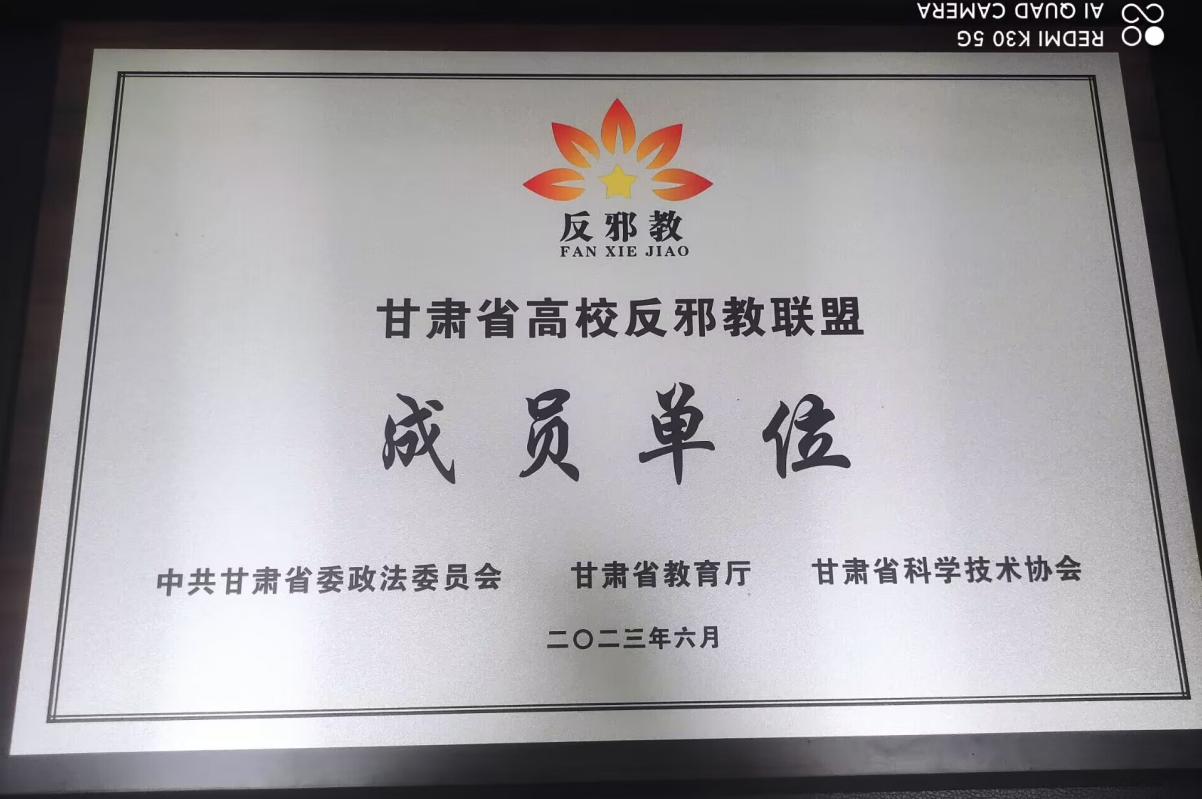 反邪教
FAN XIE JIAO
甘肃省高校反邪教联盟
成员单位
中共甘肃省委政法委员会 甘肃省教育厅 甘肃省科学技术协会
二〇二三年六月
REDMI K30 5G
AI QUAD CAMERA